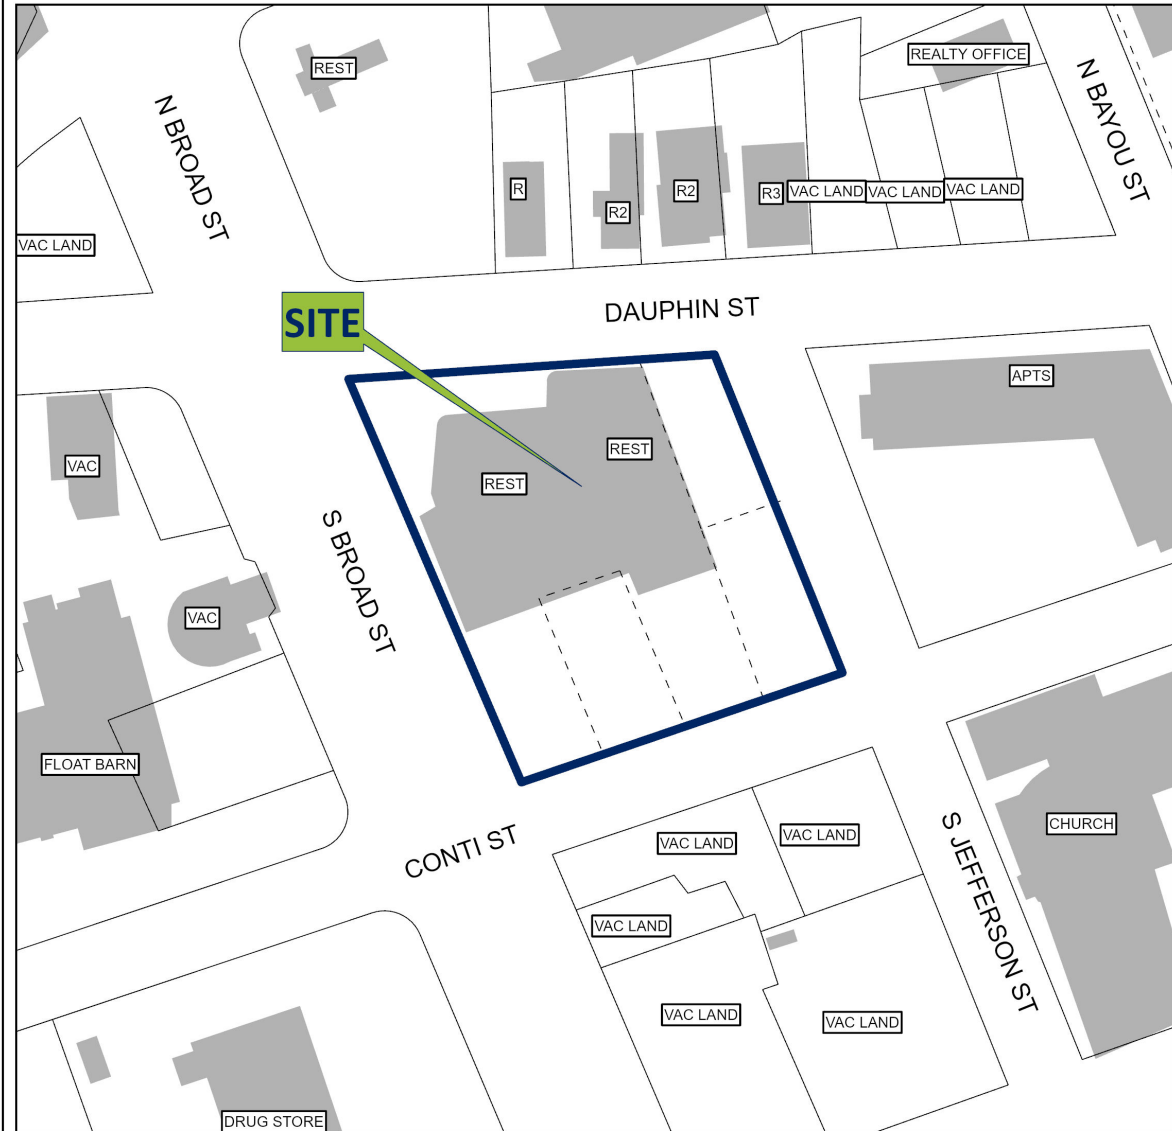 REALTY OFFICE
REST
N BROAD ST
N BAYOU ST
R
R2
R2
R3
VAC LAND
VAC LAND
VAC LAND
VAC LAND
DAUPHIN ST
SITE
APTS
REST
REST
VAC
S BROAD ST
VAC
FLOAT BARN
CONTI ST
VAC LAND
VAC LAND
CHURCH
S JEFFERSON ST
VAC LAND
VAC LAND
VAC LAND
DRUG STORE